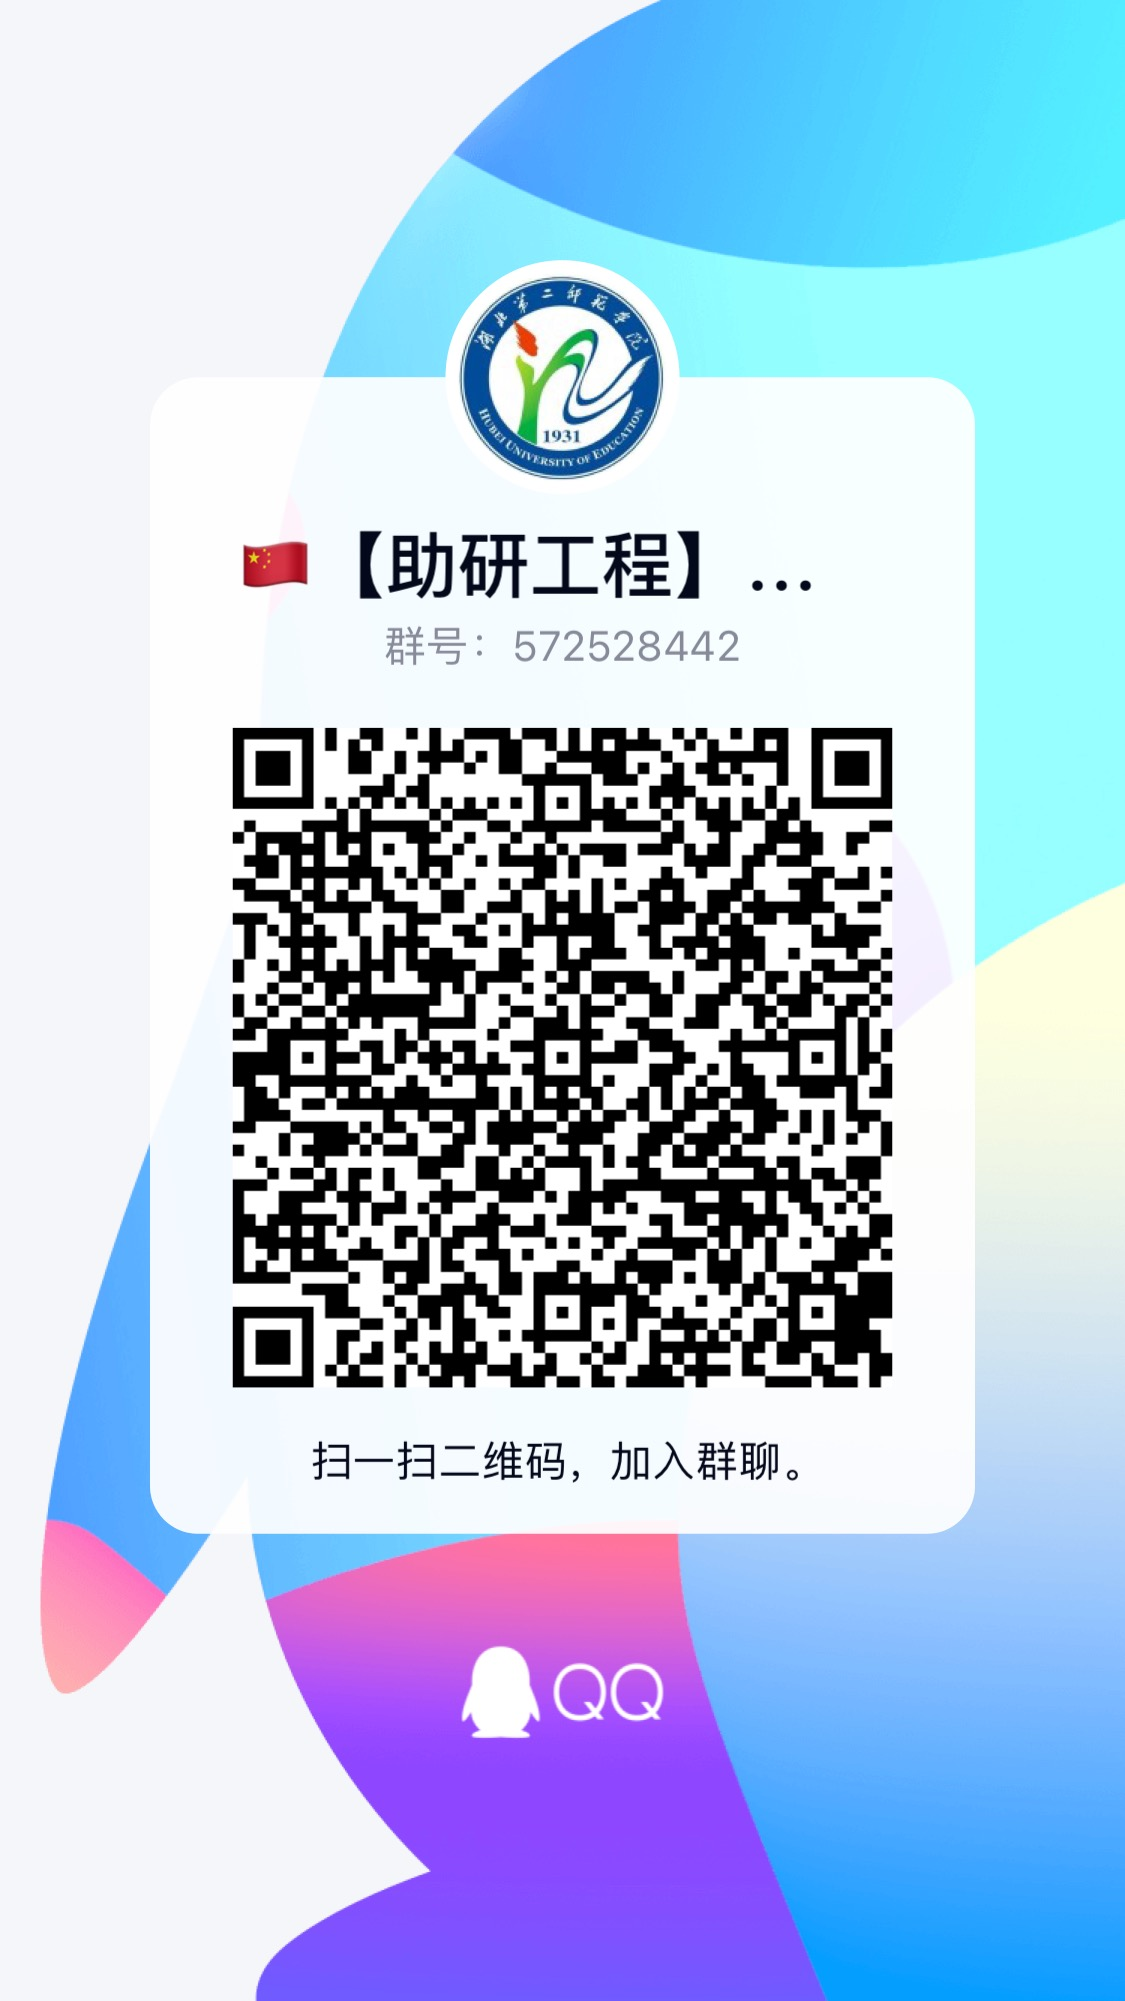 湖北第二师范学院
1931
HUBEI UNIVERSITY OF EDUCATION
🇨🇳【助研工程】...
群号：572528442
扫一扫二维码，加入群聊。
QQ